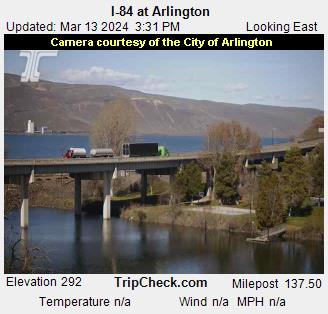 I-84 at Arlington
Updated: Mar 13 2024 3:31 PM Looking East
Camera courtesy of the City of Arlington
Elevation 292 TripCheck.com Milepost 137.50
Temperature n/a Wind n/a MPH n/a